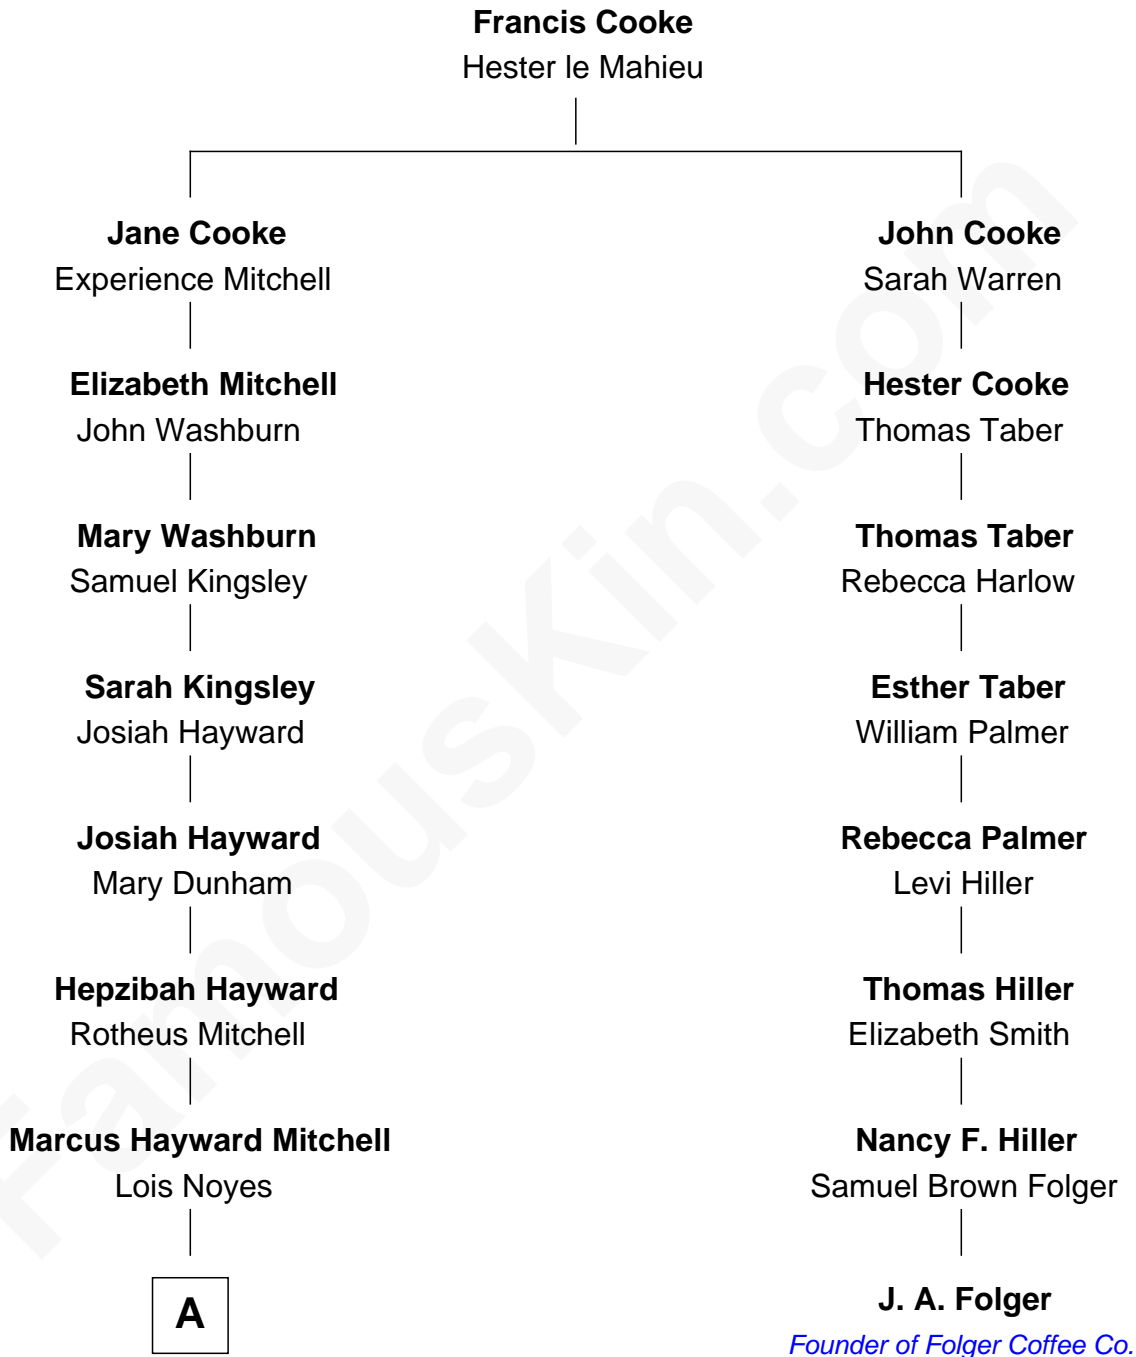 Francis Cooke
Hester le Mahieu
Jane Cooke
Experience Mitchell
John Cooke
Sarah Warren
Elizabeth Mitchell
John Washburn
Hester Cooke
Thomas Taber
Mary Washburn
Samuel Kingsley
Thomas Taber
Rebecca Harlow
Sarah Kingsley
Josiah Hayward
Esther Taber
William Palmer
Josiah Hayward
Mary Dunham
Rebecca Palmer
Levi Hiller
Hepzibah Hayward
Rotheus Mitchell
Thomas Hiller
Elizabeth Smith
Marcus Hayward Mitchell
Lois Noyes
Nancy F. Hiller
Samuel Brown Folger
A
J. A. Folger
Founder of Folger Coffee Co.
FamousKin.com